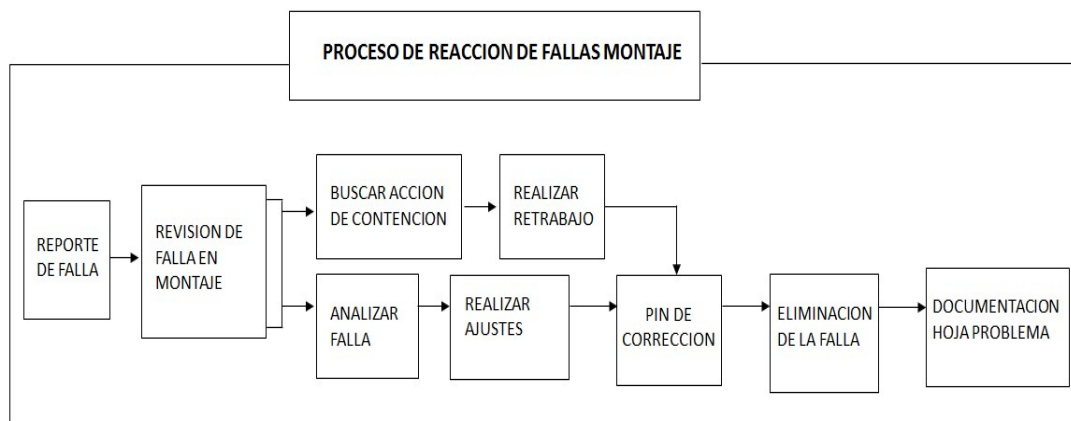 PROCESO DE REACCION DE FALLAS MONTAJE
REPORTE
DE FALLA
REVISION DE
FALLA EN
MONTAJE
BUSCAR ACCION
DE CONTENCION
REALIZAR
RETRABAJO
ANALIZAR
FALLA
REALIZAR
AJUSTES
PIN DE
CORRECCION
ELIMINACION
DE LA FALLA
DOCUMENTACION
HOJA PROBLEMA